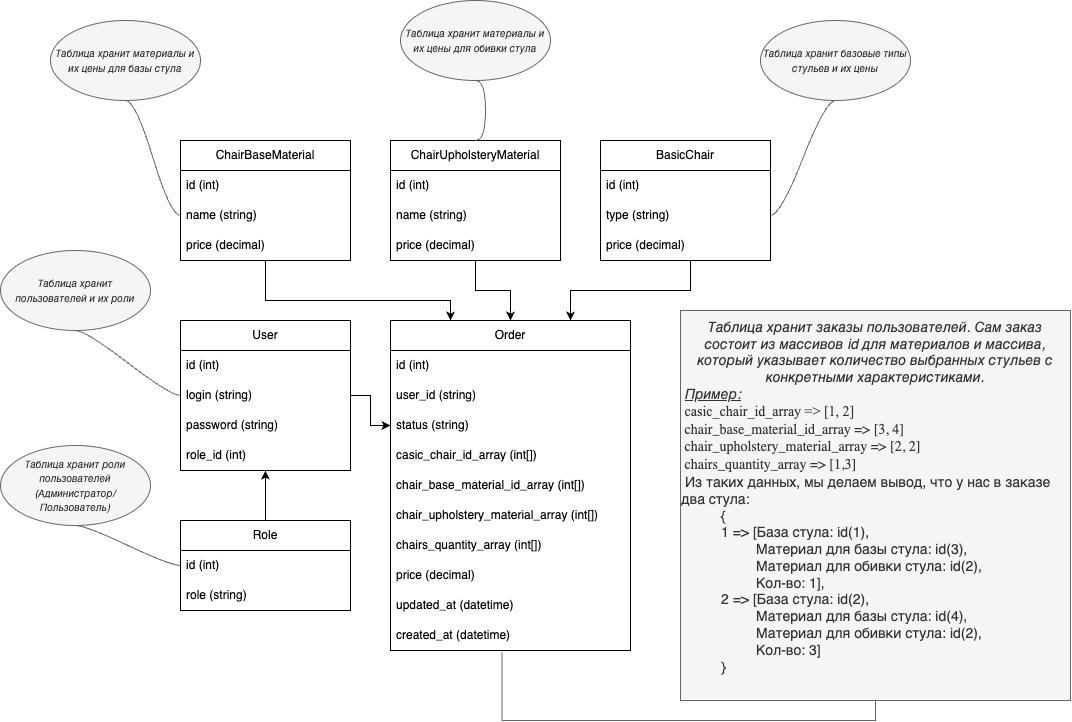 Таблица хранит материалы и
их цены для базы стула
Таблица хранит материалы и
их цены для обивки стула
Таблица хранит базовые типы
стульев и их цены
ChairBaseMaterial
id (int)
name (string)
price (decimal)
ChairUpholsteryMaterial
id (int)
name (string)
price (decimal)
BasicChair
id (int)
type (string)
price (decimal)
Таблица хранит
пользователей и их роли
User
id (int)
login (string)
password (string)
role_id (int)
Таблица хранит роли
пользователей
(Администратор/
Пользователь)
Role
id (int)
role (string)
Order
id (int)
user_id (string)
status (string)
casic_chair_id_array (int[])
chair_base_material_id_array (int[])
chair_upholstery_material_array (int[])
chairs_quantity_array (int[])
price (decimal)
updated_at (datetime)
created_at (datetime)
Таблица хранит заказы пользователей. Сам заказ
состоит из массивов id для материалов и массива,
который указывает количество выбранных стульев с
конкретными характеристиками.
Пример:
casic_chair_id_array => [1, 2]
chair_base_material_id_array => [3, 4]
chair_upholstery_material_array => [2, 2]
chairs_quantity_array => [1,3]
Из таких данных, мы делаем вывод, что у нас в заказе
два стула:
{
1 => [База стула: id(1),
Материал для базы стула: id(3),
Материал для обивки стула: id(2),
Кол-во: 1],
2 => [База стула: id(2),
Материал для базы стула: id(4),
Материал для обивки стула: id(2),
Кол-во: 3]
}